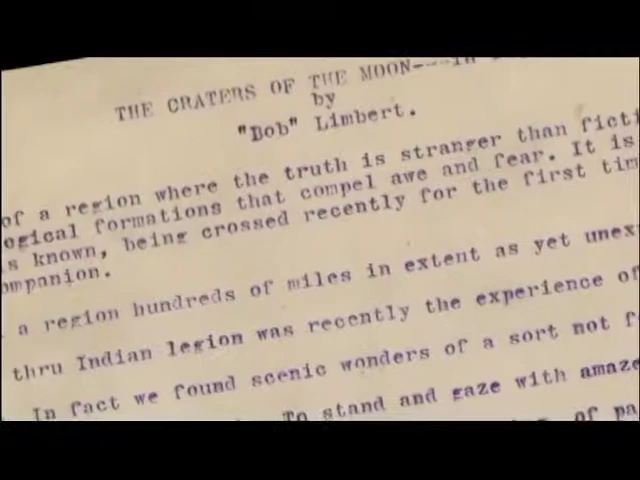 THE CRATERS OF THE MOON----In
by
"Bob" Limbert.
of a region where the truth is stranger than ficti
ogical formations that compel awe and fear. It is
s known, being crossed recently for the first tim
ompanion.
a region hundreds of miles in extent as yet unex
thru Indian legion was recently the experience of
In fact we found scenic wonders of a sort not f
To stand and gaze with amaze
of pa